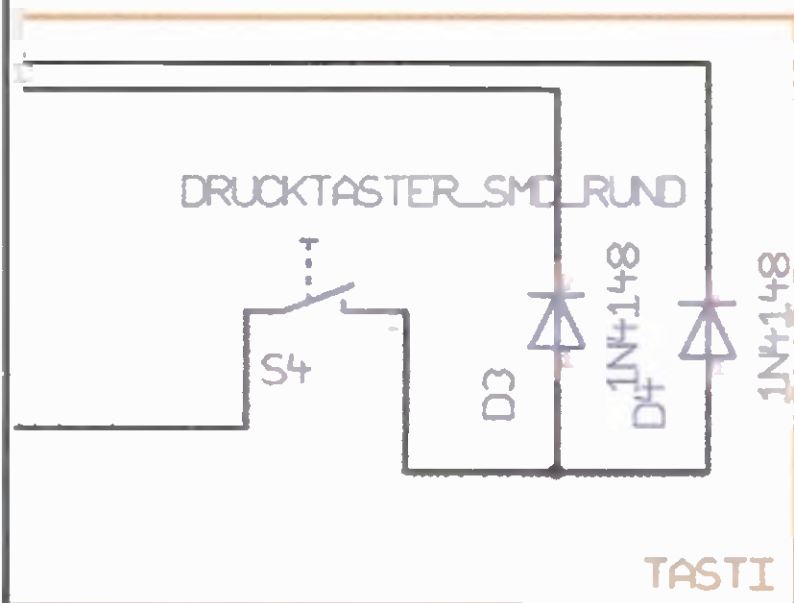 DRUCKTASTER_SMD_RUND
S4
D3
1N4148
D4
1N4148
TASTI